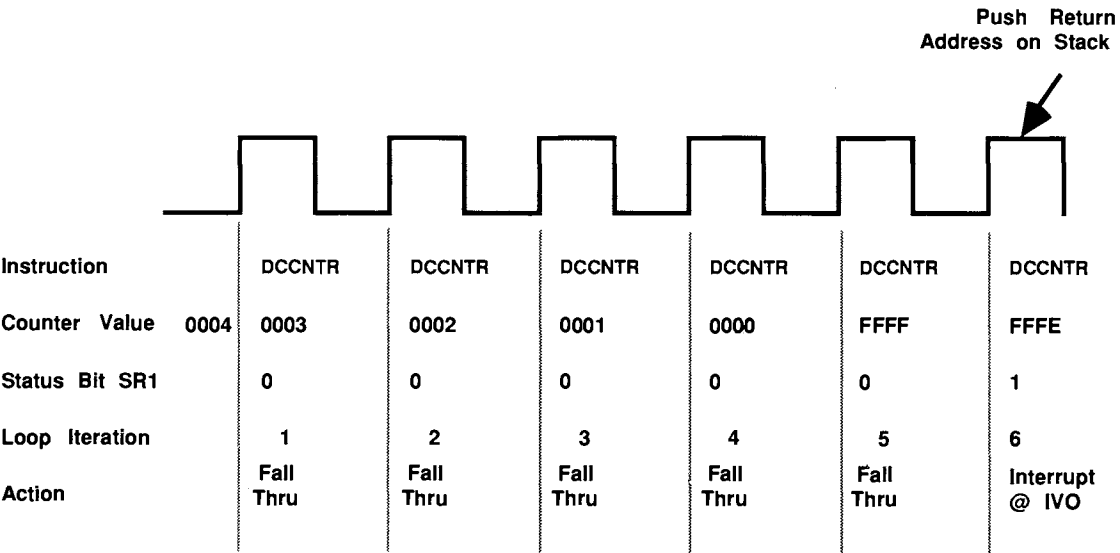 Push Return
Address on Stack
Instruction DCCNTR DCCNTR DCCNTR DCCNTR DCCNTR DCCNTR
Counter Value 0004 0003 0002 0001 0000 FFFF FFFE
Status Bit SR1 0 0 0 0 0 1
Loop Iteration 1 2 3 4 5 6
Action Fall Thru Fall Thru Fall Thru Fall Thru Fall Thru Interrupt @ IVO